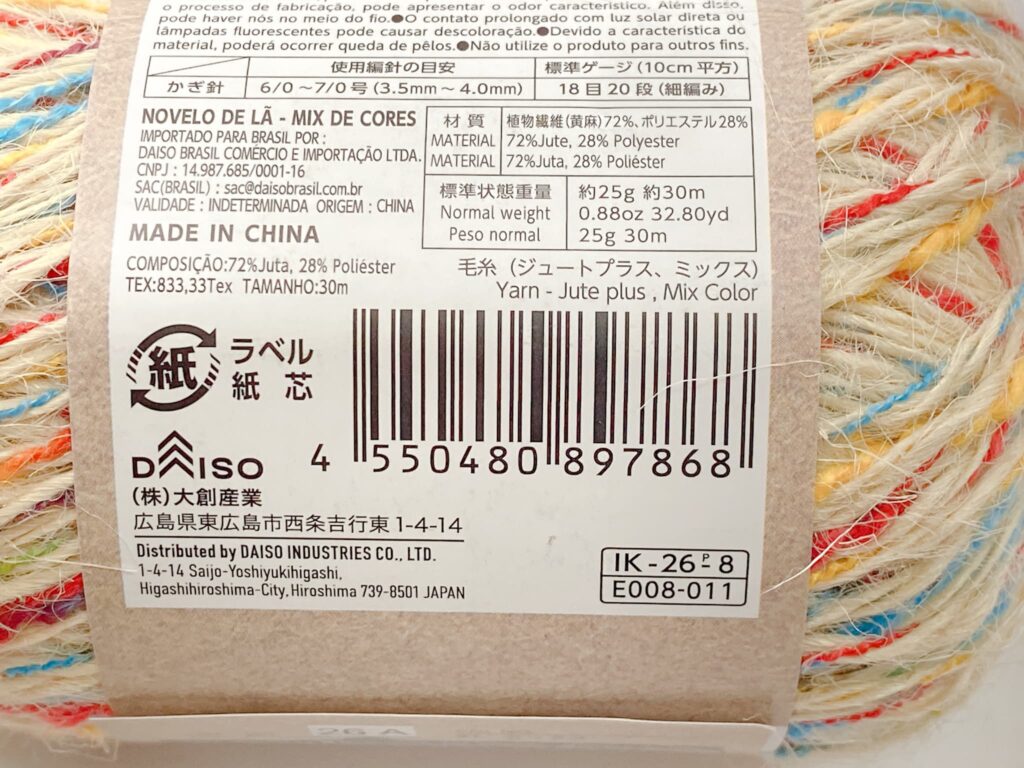 o processo de fabricação, pode apresentar o odor característico. Além disso,
pode haver nós no meio do fio.●O contato prolongado com luz solar direta ou
lâmpadas fluorescentes pode causar descoloração.●Devido a característica do
material, poderá ocorrer queda de pêlos.●Não utilize o produto para outros fins.
使用編針の目安 標準ゲージ(10cm平方)
かぎ針 6/0～7/0号(3.5mm～4.0mm) 18目20段(細編み)
NOVELO DE LÃ - MIX DE CORES
IMPORTADO PARA BRASIL POR :
DAISO BRASIL COMÉRCIO E IMPORTAÇÃO LTDA.
CNPJ : 14.987.685/0001-16
SAC(BRASIL) : sac@daisobrasil.com.br
VALIDADE : INDETERMINADA ORIGEM : CHINA
MADE IN CHINA
COMPOSIÇÃO:72%Juta, 28% Poliéster
TEX:833,33Tex TAMANHO:30m
材質 植物繊維(黄麻)72%、ポリエステル28%
MATERIAL 72%Jute, 28% Polyester
MATERIAL 72%Juta, 28% Poliéster
標準状態重量 約25g 約30m
Normal weight 0.88oz 32.80yd
Peso normal 25g 30m
毛糸(ジュートプラス、ミックス)
Yarn - Jute plus , Mix Color
紙 ラベル
紙芯
4 550480 897868
DAISO
(株)大創産業
広島県東広島市西条吉行東1-4-14
Distributed by DAISO INDUSTRIES CO., LTD.
1-4-14 Saijo-Yoshiyukihigashi,
Higashihiroshima-City, Hiroshima 739-8501 JAPAN
IK-26 P 8
E008-011
26 A